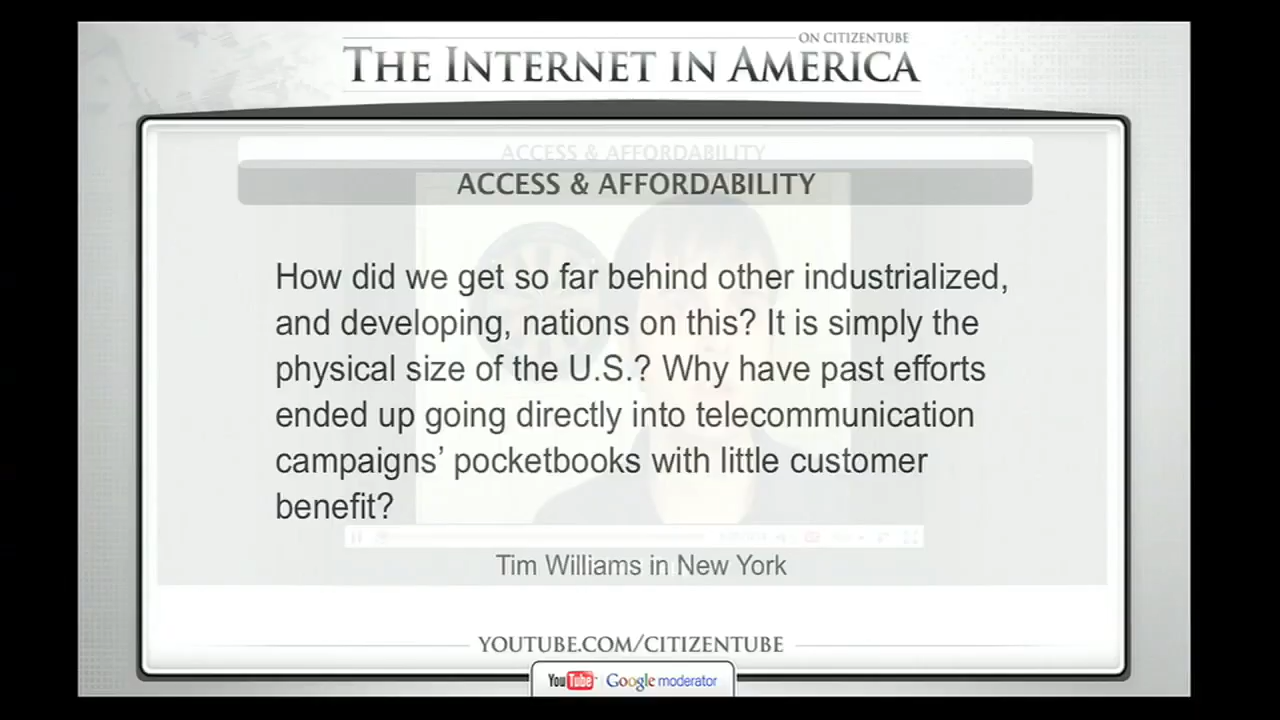 ON CITIZENTUBE
THE INTERNET IN AMERICA
ACCESS & AFFORDABILITY
ACCESS & AFFORDABILITY
How did we get so far behind other industrialized,
and developing, nations on this? It is simply the
physical size of the U.S.? Why have past efforts
ended up going directly into telecommunication
campaigns’ pocketbooks with little customer
benefit?
Tim Williams in New York
YOUTUBE.COM/CITIZENTUBE
YouTube Google moderator